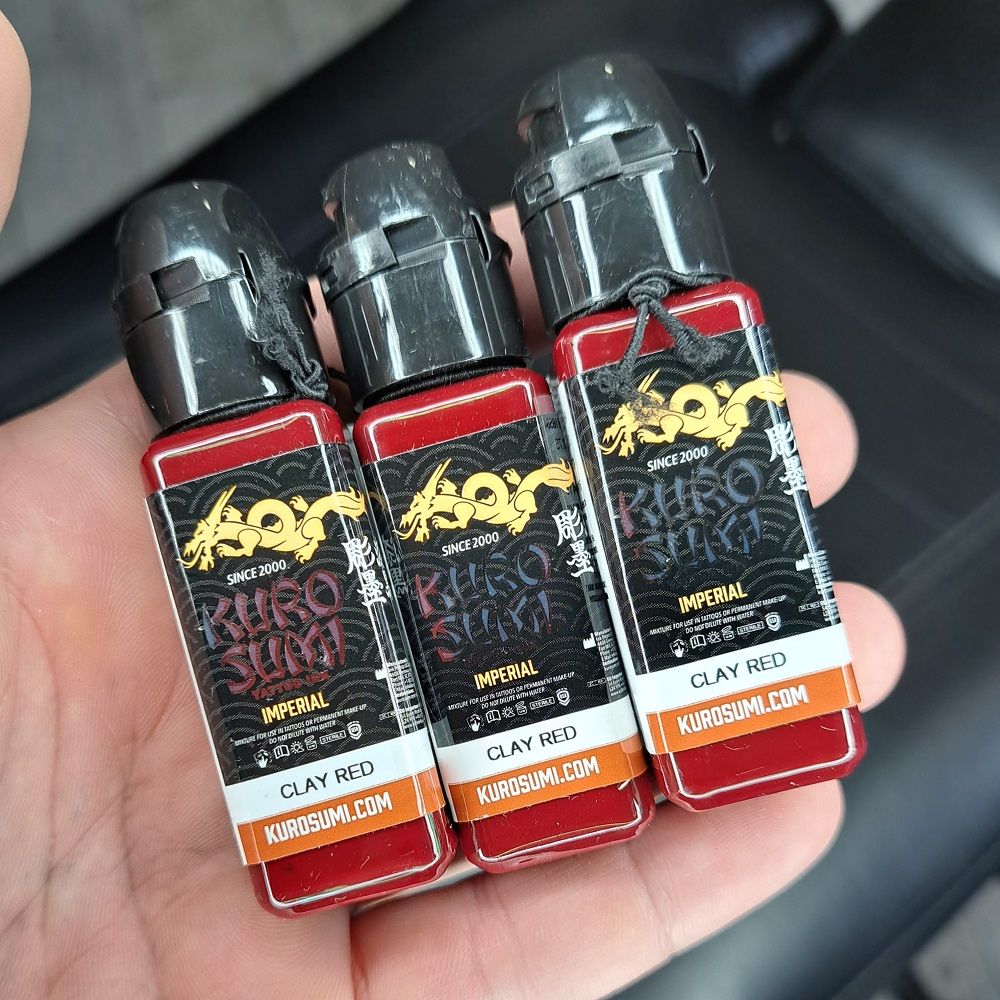 SINCE 2000
KURO
SUMI
TATTOO INK
彫墨
IMPERIAL
MIXTURE FOR USE IN TATTOOS OR PERMANENT MAKE-UP
DO NOT DILUTE WITH WATER
STERILE
CLAY RED
KUROSUMI.COM
SINCE 2000
KURO
SUMI
彫墨
IMPERIAL
MIXTURE FOR USE IN TATTOOS OR PERMANENT MAKE-UP
DO NOT DILUTE WITH WATER
STERILE
CLAY RED
KUROSUMI.COM
SINCE 2000
KURO
SUMI
彫墨
IMPERIAL
MIXTURE FOR USE IN TATTOOS OR PERMANENT MAKE-UP
DO NOT DILUTE WITH WATER
STERILE
CLAY RED
KUROSUMI.COM